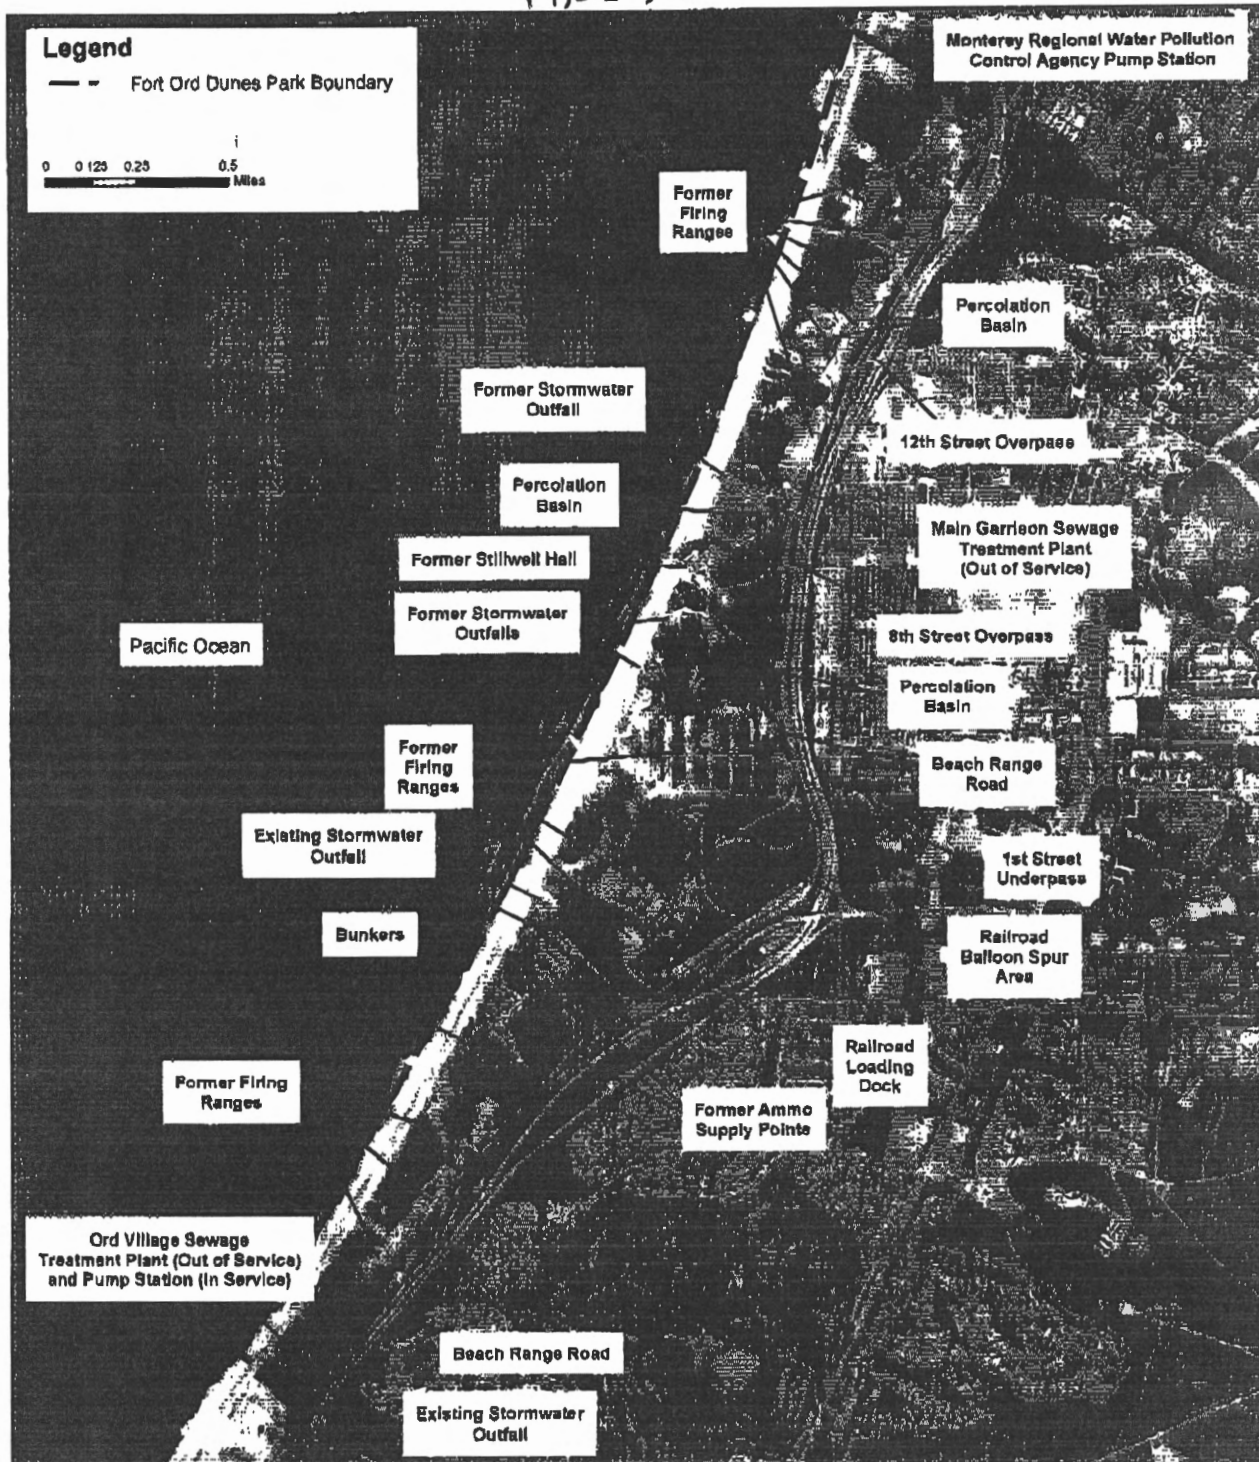 Legend
Fort Ord Dunes Park Boundary
0 0.125 0.25 0.5
Miles
Monterey Regional Water Pollution
Control Agency Pump Station
Former
Firing
Ranges
Percolation
Basin
Former Stormwater
Outfall
12th Street Overpass
Percolation
Basin
Main Garrison Sewage
Treatment Plant
(Out of Service)
Former Stillwell Hall
Former Stormwater
Outfalls
Pacific Ocean
8th Street Overpass
Percolation
Basin
Former
Firing
Ranges
Beach Range
Road
Existing Stormwater
Outfall
1st Street
Underpass
Bunkers
Railroad
Balloon Spur
Area
Railroad
Loading
Dock
Former Firing
Ranges
Former Ammo
Supply Points
Ord Village Sewage
Treatment Plant (Out of Service)
and Pump Station (In Service)
Beach Range Road
Existing Stormwater
Outfall